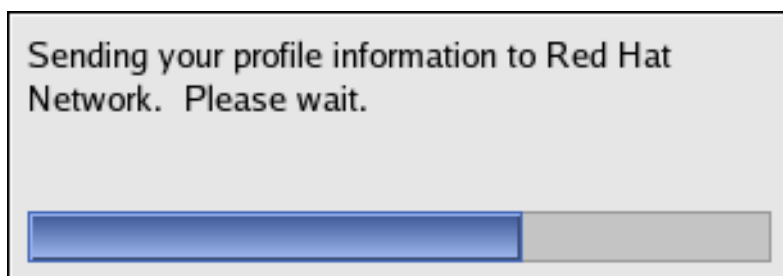 Sending your profile information to Red Hat
Network.  Please wait.